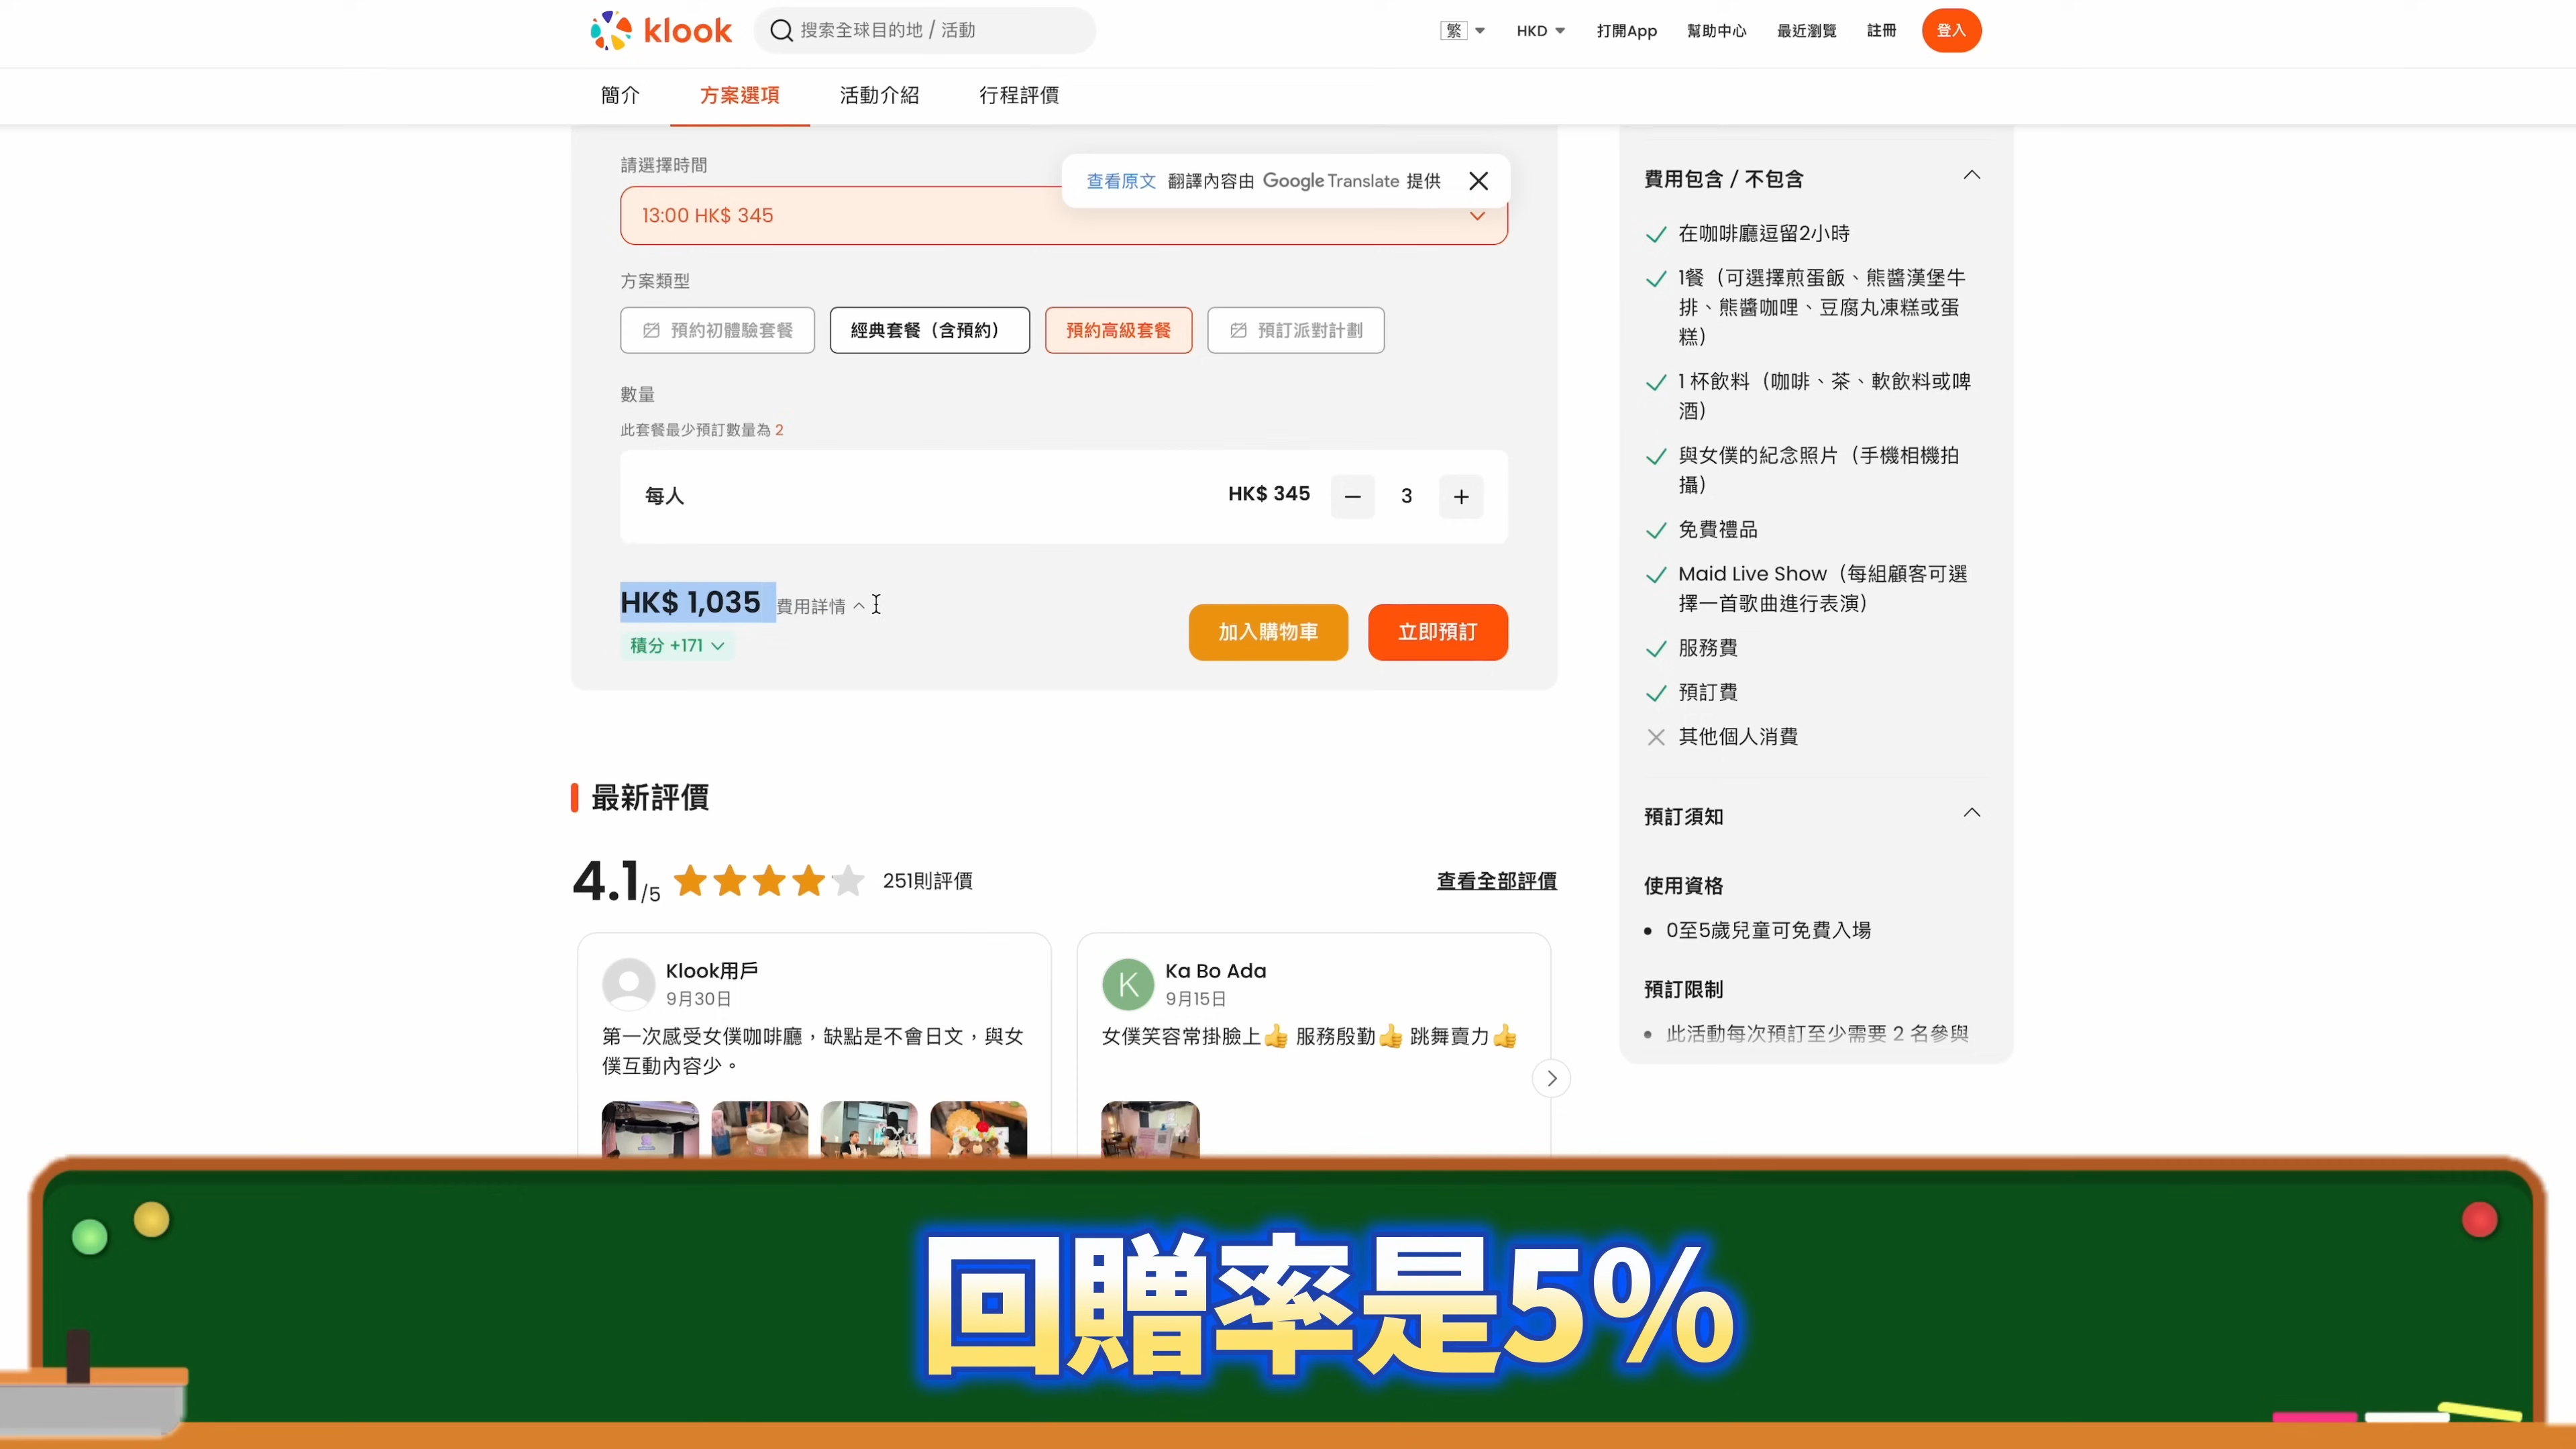 klook
搜索全球目的地 / 活動
繁
HKD
打開App
幫助中心
最近瀏覽
註冊
登入
簡介
方案選項
活動介紹
行程評價
請選擇時間
查看原文 翻譯內容由 Google Translate 提供
13:00 HK$ 345
方案類型
預約初體驗套餐
經典套餐（含預約）
預約高級套餐
預訂派對計劃
數量
此套餐最少預訂數量為 2
每人
HK$ 345
3
HK$ 1,035 費用詳情
積分 +171
加入購物車
立即預訂
費用包含 / 不包含
在咖啡廳逗留2小時
1餐（可選擇煎蛋飯、熊醬漢堡牛
排、熊醬咖哩、豆腐丸凍糕或蛋
糕）
1 杯飲料（咖啡、茶、軟飲料或啤
酒）
與女僕的紀念照片（手機相機拍
攝）
免費禮品
Maid Live Show（每組顧客可選
擇一首歌曲進行表演）
服務費
預訂費
其他個人消費
預訂須知
使用資格
0至5歲兒童可免費入場
預訂限制
此活動每次預訂至少需要 2 名參與
最新評價
4.1/5
251則評價
查看全部評價
Klook用戶
9月30日
第一次感受女僕咖啡廳，缺點是不會日文，與女
僕互動內容少。
K
Ka Bo Ada
9月15日
女僕笑容常掛臉上👍 服務殷勤👍 跳舞賣力👍
回贈率是5%